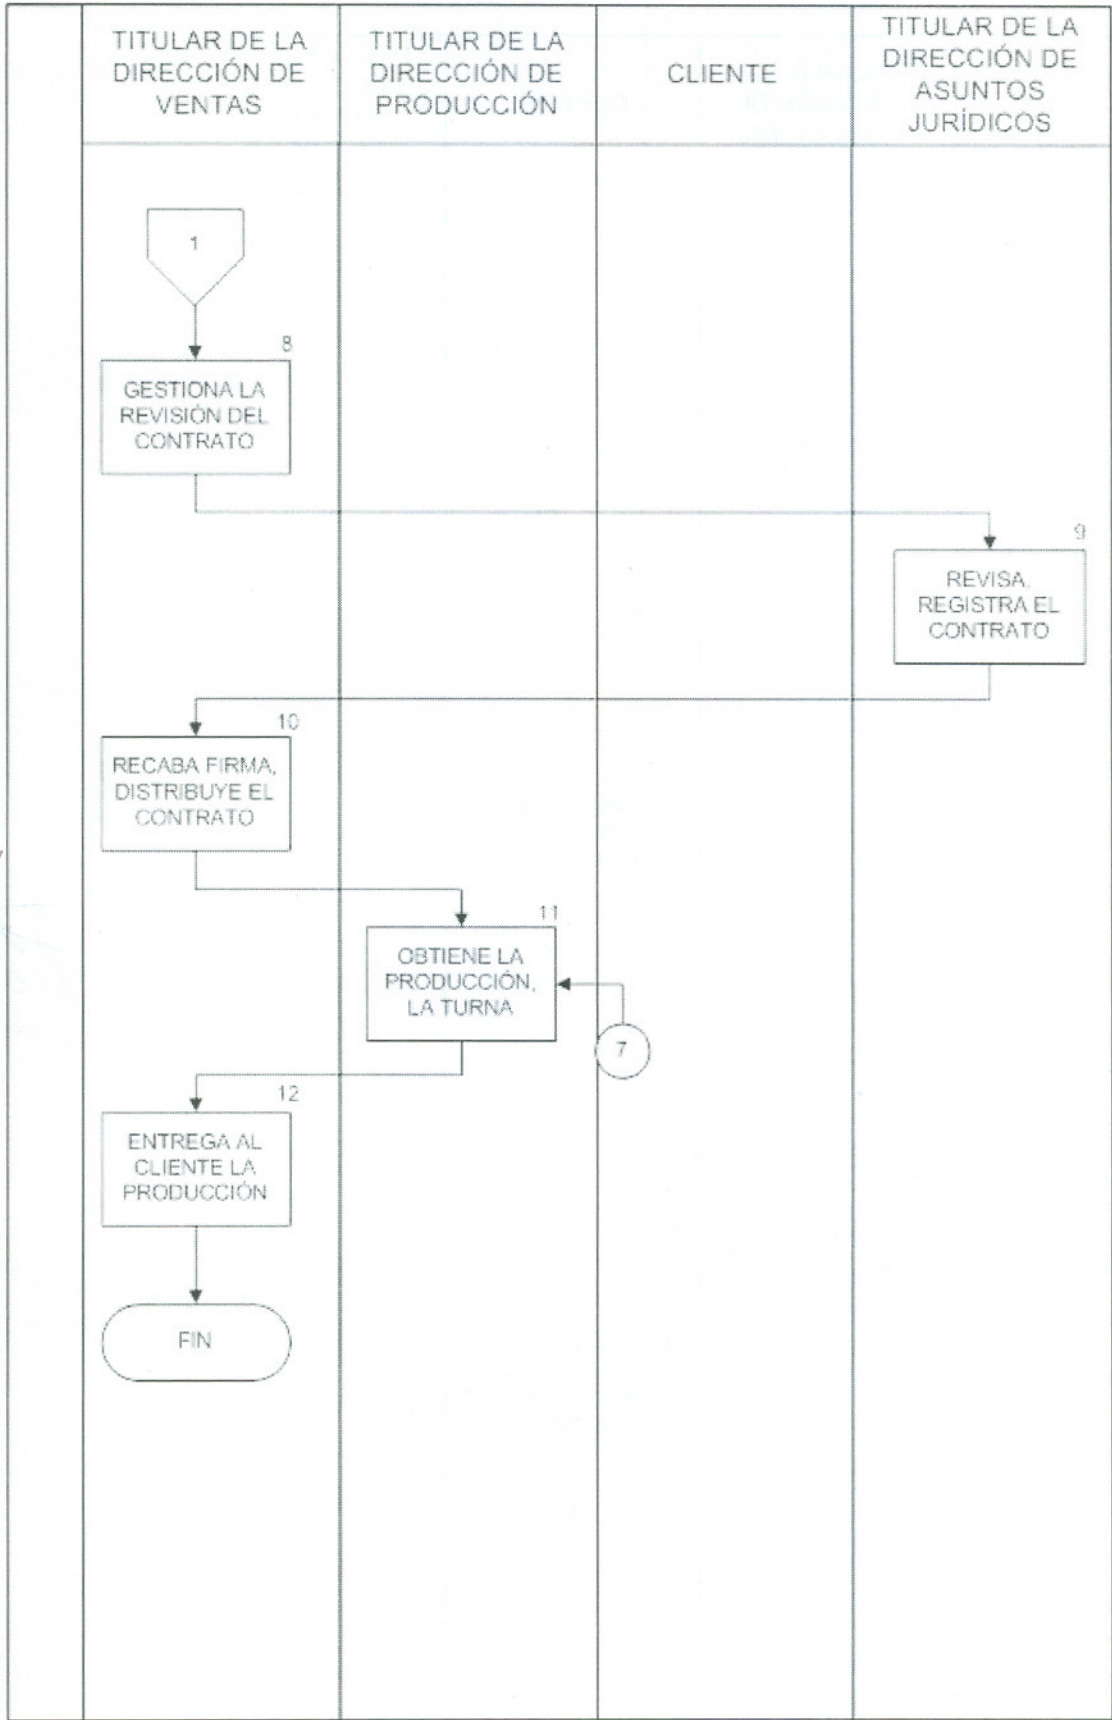 TITULAR DE LA
DIRECCIÓN DE
VENTAS
TITULAR DE LA
DIRECCIÓN DE
PRODUCCIÓN
CLIENTE
TITULAR DE LA
DIRECCIÓN DE
ASUNTOS
JURÍDICOS
1
8
GESTIONA LA
REVISIÓN DEL
CONTRATO
9
REVISA,
REGISTRA EL
CONTRATO
10
RECABA FIRMA,
DISTRIBUYE EL
CONTRATO
11
OBTIENE LA
PRODUCCIÓN,
LA TURNA
7
12
ENTREGA AL
CLIENTE LA
PRODUCCIÓN
FIN